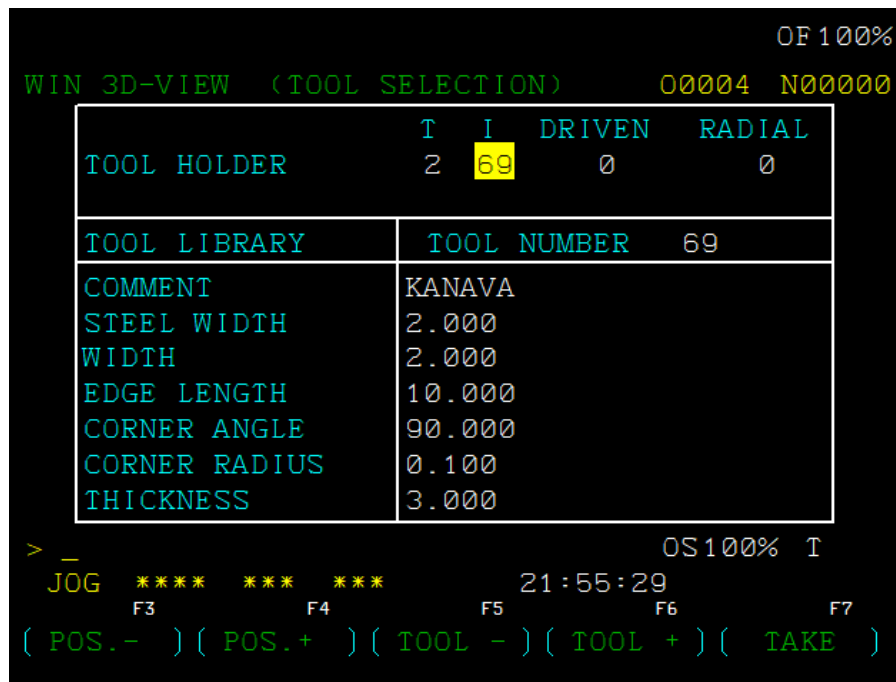 OF100%
WIN 3D-VIEW (TOOL SELECTION) O0004 N00000
T I DRIVEN RADIAL
TOOL HOLDER 2 69 0 0
TOOL LIBRARY TOOL NUMBER 69
COMMENT KANAVA
STEEL WIDTH 2.000
WIDTH 2.000
EDGE LENGTH 10.000
CORNER ANGLE 90.000
CORNER RADIUS 0.100
THICKNESS 3.000
> _ OS100% T
JOG **** *** *** 21:55:29
F3 F4 F5 F6 F7
( POS.- )( POS.+ )( TOOL - )( TOOL + )( TAKE )